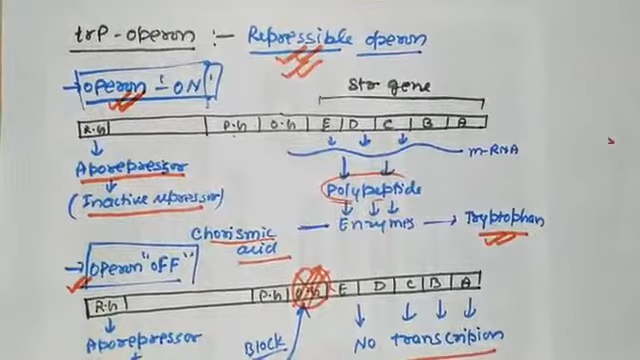 trp-operon :- Repressible operon
operon - "ON"
Str gene
R.G P.G O.G E D C B A
m-RNA
Aporepressor
(Inactive repressor)
Polypeptide
Chorismic acid — Enzymes → Tryptophan
operon "OFF"
R.G P.G O.G E D C B A
Aporepressor
Block
No transcription